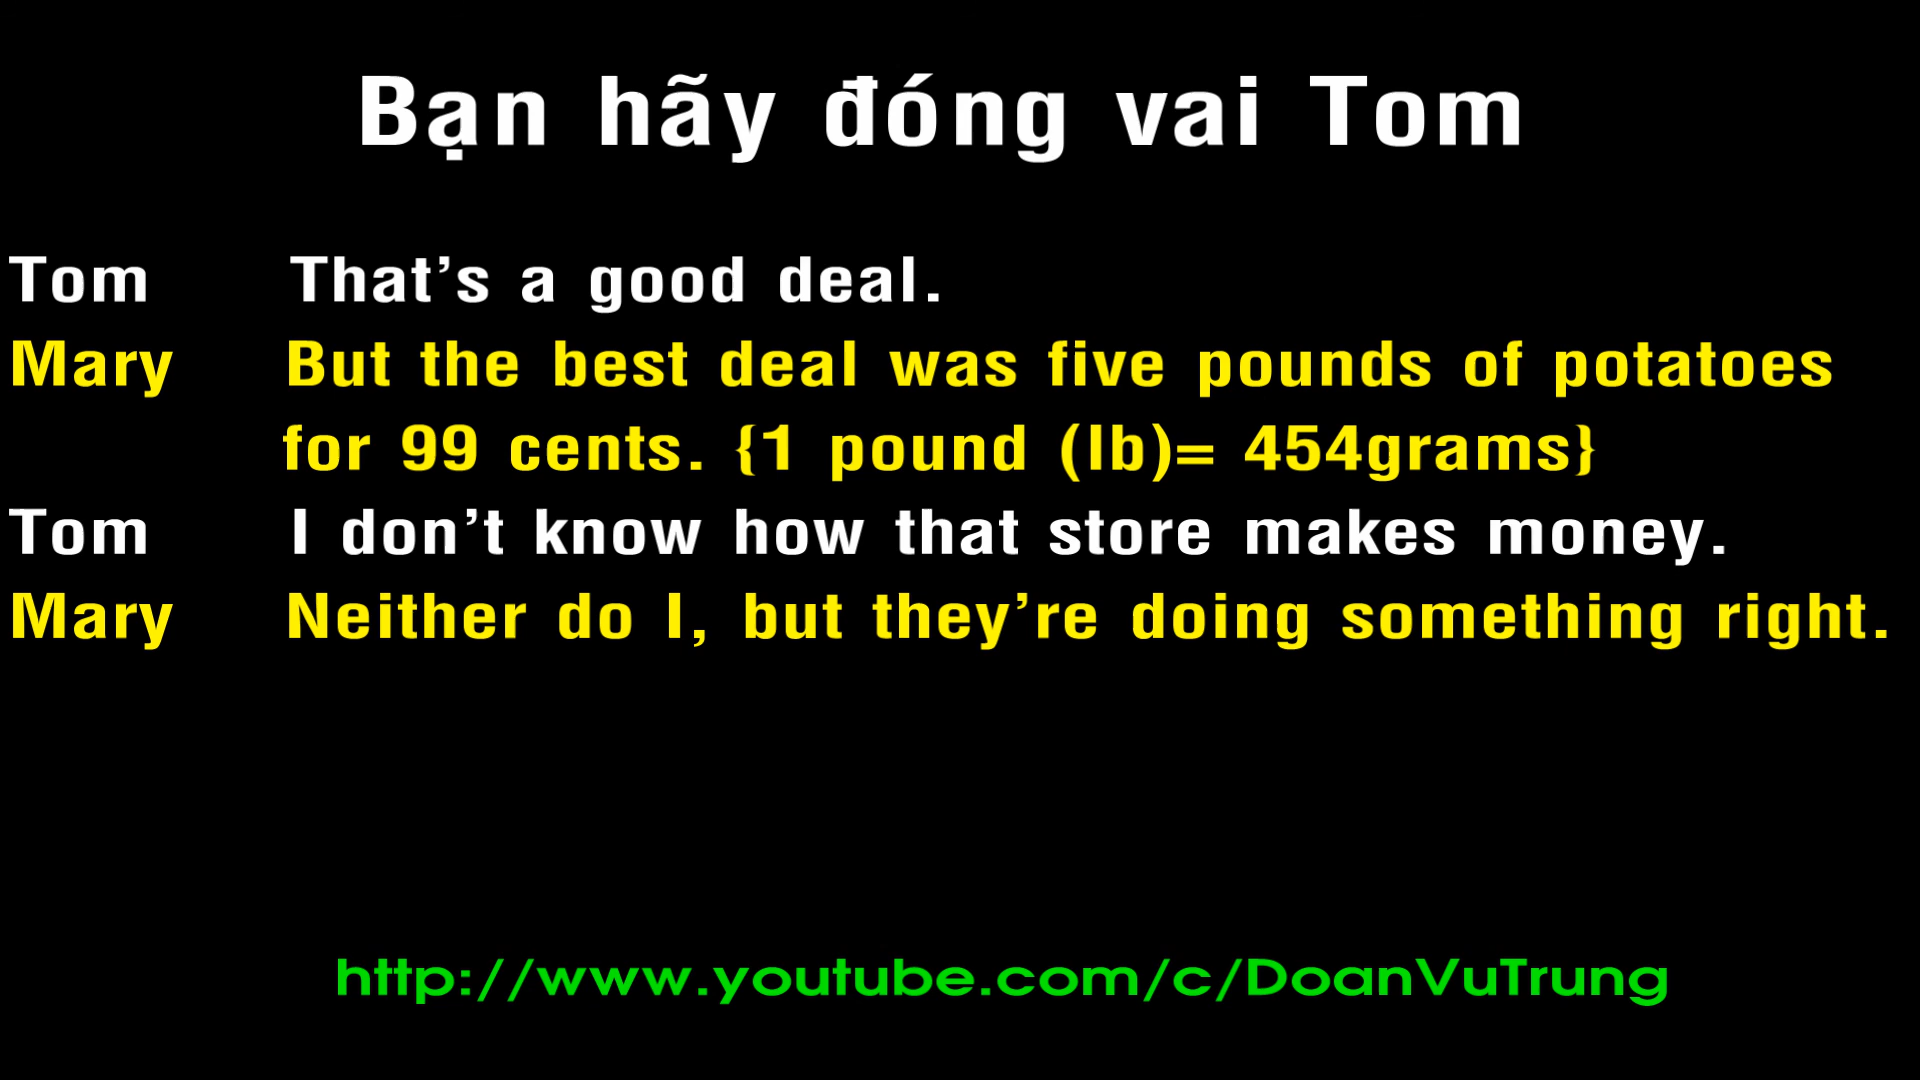 Bạn hãy đóng vai Tom
Tom That’s a good deal.
Mary But the best deal was five pounds of potatoes
for 99 cents. {1 pound (lb)= 454grams}
Tom I don’t know how that store makes money.
Mary Neither do I, but they’re doing something right.
http://www.youtube.com/c/DoanVuTrung